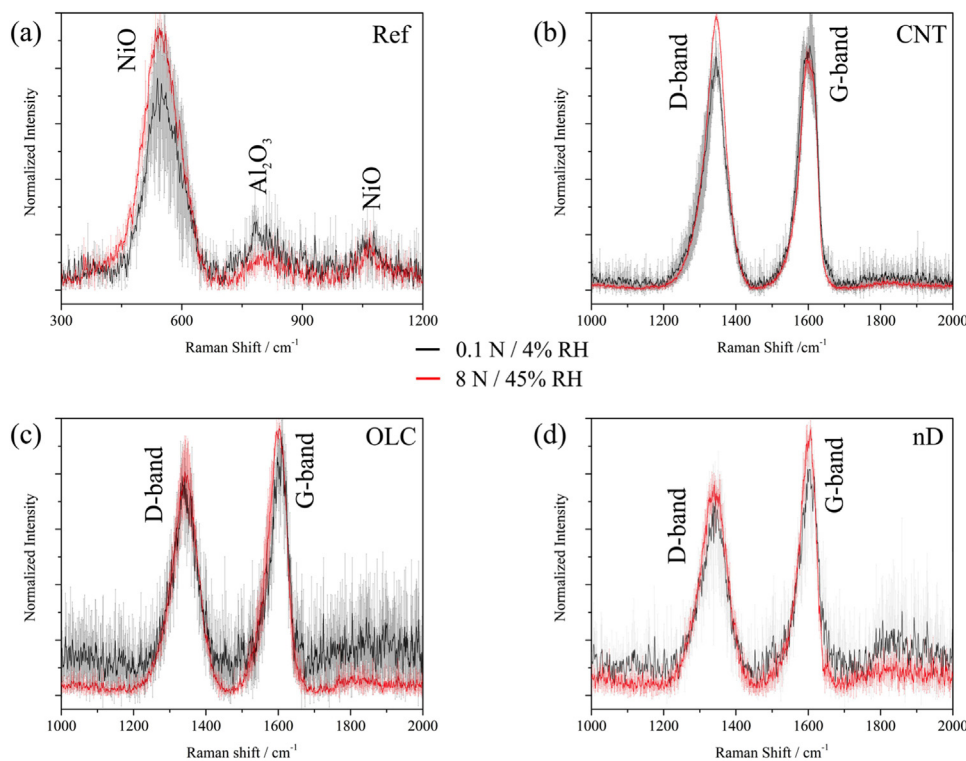 (a)
Ref
NiO
Al₂O₃
NiO
Normalized Intensity
300 600 900 1200
Raman Shift / cm⁻¹
(b)
CNT
D-band
G-band
Normalized Intensity
1000 1200 1400 1600 1800 2000
Raman Shift / cm⁻¹
0.1 N / 4% RH
8 N / 45% RH
(c)
OLC
D-band
G-band
Normalized Intensity
1000 1200 1400 1600 1800 2000
Raman shift / cm⁻¹
(d)
nD
D-band
G-band
Normalized Intensity
1000 1200 1400 1600 1800 2000
Raman Shift / cm⁻¹